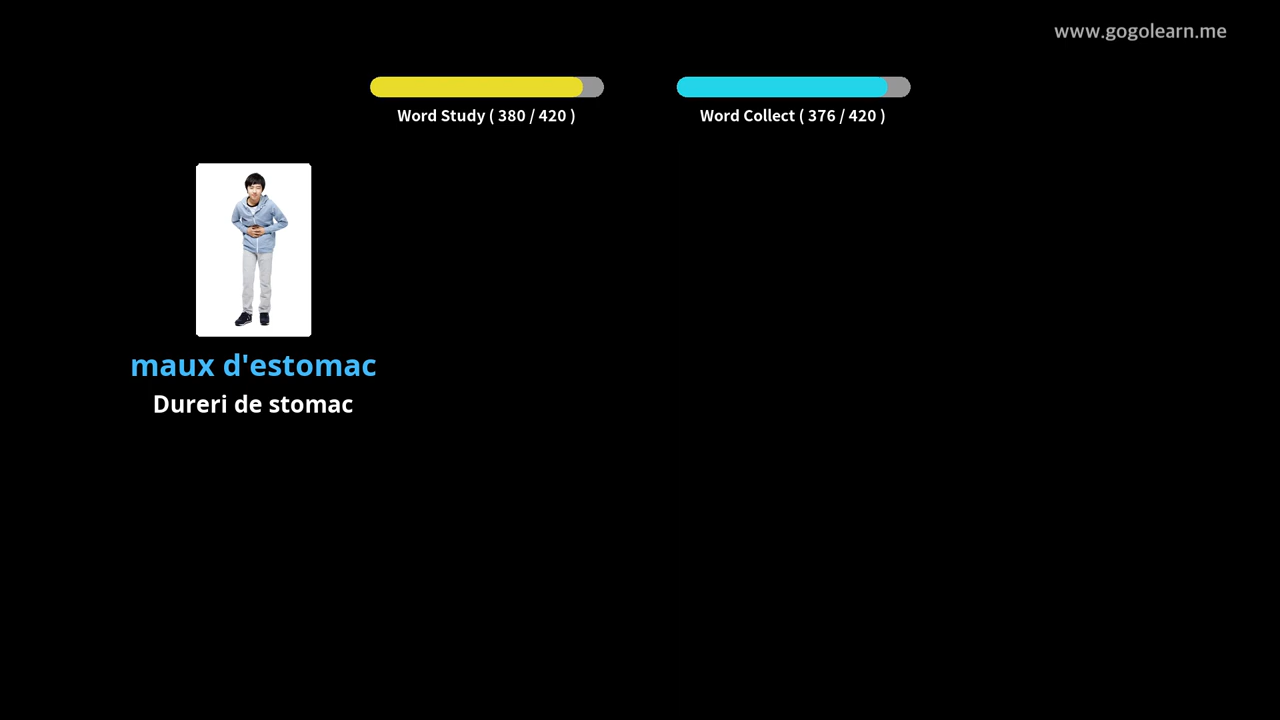 www.gogolearn.me
Word Study ( 380 / 420 )
Word Collect ( 376 / 420 )
maux d'estomac
Dureri de stomac